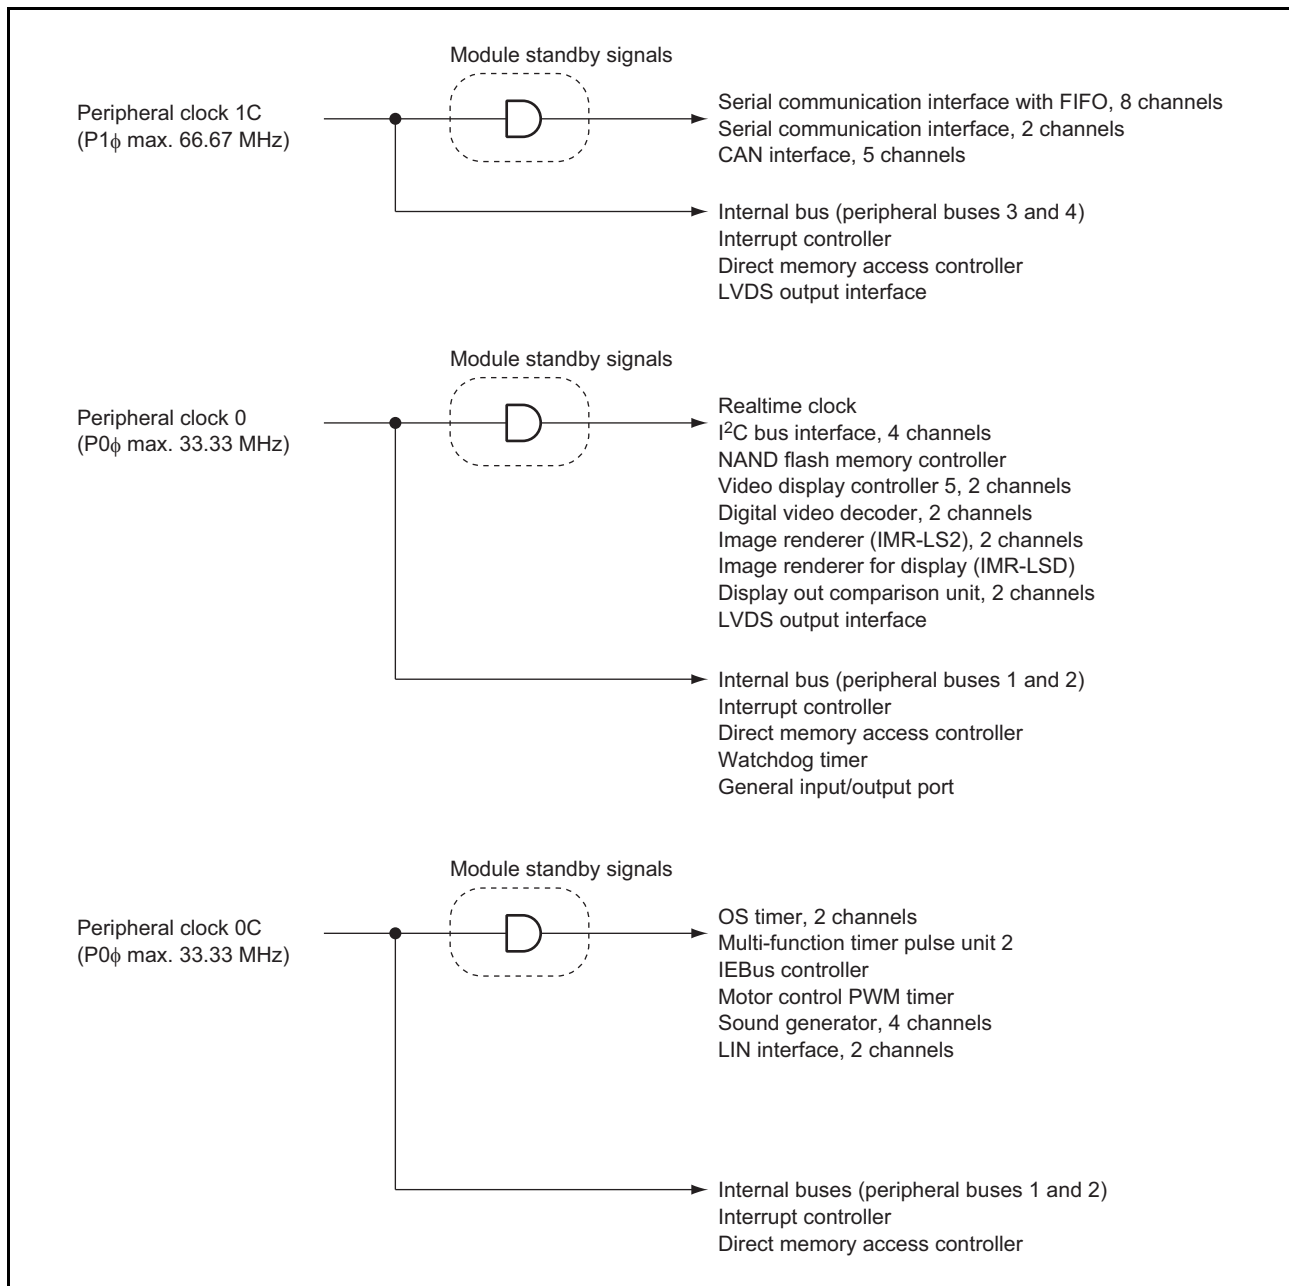 Module standby signals
Peripheral clock 1C
(P1ϕ max. 66.67 MHz)
Serial communication interface with FIFO, 8 channels
Serial communication interface, 2 channels
CAN interface, 5 channels
Internal bus (peripheral buses 3 and 4)
Interrupt controller
Direct memory access controller
LVDS output interface
Module standby signals
Peripheral clock 0
(P0ϕ max. 33.33 MHz)
Realtime clock
I²C bus interface, 4 channels
NAND flash memory controller
Video display controller 5, 2 channels
Digital video decoder, 2 channels
Image renderer (IMR-LS2), 2 channels
Image renderer for display (IMR-LSD)
Display out comparison unit, 2 channels
LVDS output interface
Internal bus (peripheral buses 1 and 2)
Interrupt controller
Direct memory access controller
Watchdog timer
General input/output port
Module standby signals
Peripheral clock 0C
(P0ϕ max. 33.33 MHz)
OS timer, 2 channels
Multi-function timer pulse unit 2
IEBus controller
Motor control PWM timer
Sound generator, 4 channels
LIN interface, 2 channels
Internal buses (peripheral buses 1 and 2)
Interrupt controller
Direct memory access controller